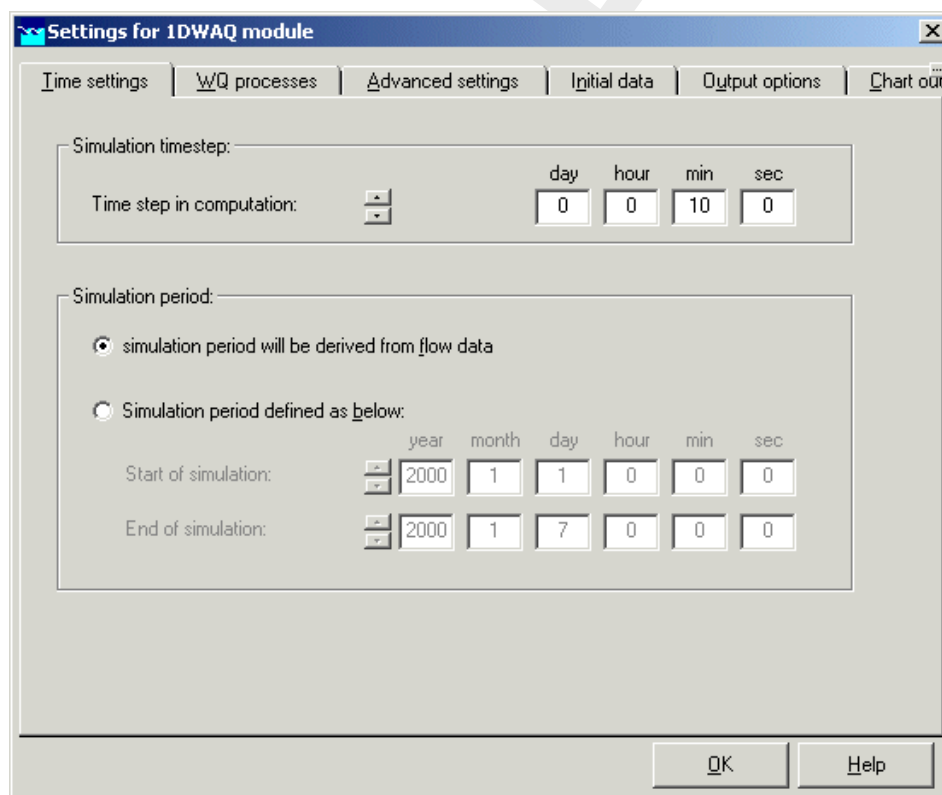 Settings for 1DWAQ module
Time settings WQ processes Advanced settings Initial data Output options Chart
Simulation timestep:
day hour min sec
Time step in computation: 0 0 10 0
Simulation period:
simulation period will be derived from flow data
Simulation period defined as below:
year month day hour min sec
Start of simulation: 2000 1 1 0 0 0
End of simulation: 2000 1 7 0 0 0
OK Help